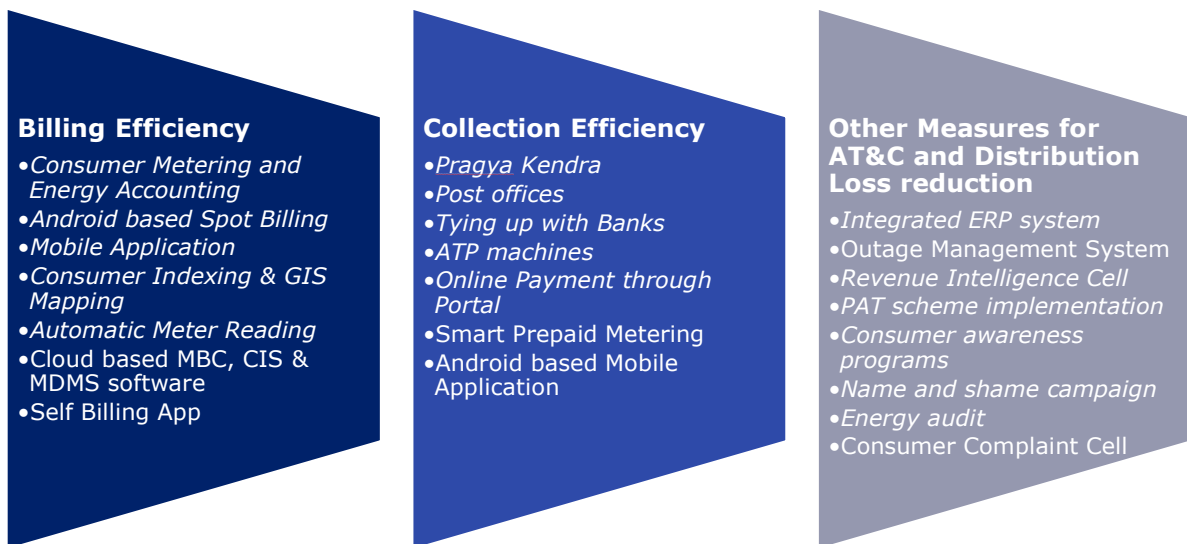 Billing Efficiency
•Consumer Metering and
Energy Accounting
•Android based Spot Billing
•Mobile Application
•Consumer Indexing & GIS
Mapping
•Automatic Meter Reading
•Cloud based MBC, CIS &
MDMS software
•Self Billing App
Collection Efficiency
•Pragya Kendra
•Post offices
•Tying up with Banks
•ATP machines
•Online Payment through
Portal
•Smart Prepaid Metering
•Android based Mobile
Application
Other Measures for
AT&C and Distribution
Loss reduction
•Integrated ERP system
•Outage Management System
•Revenue Intelligence Cell
•PAT scheme implementation
•Consumer awareness
programs
•Name and shame campaign
•Energy audit
•Consumer Complaint Cell